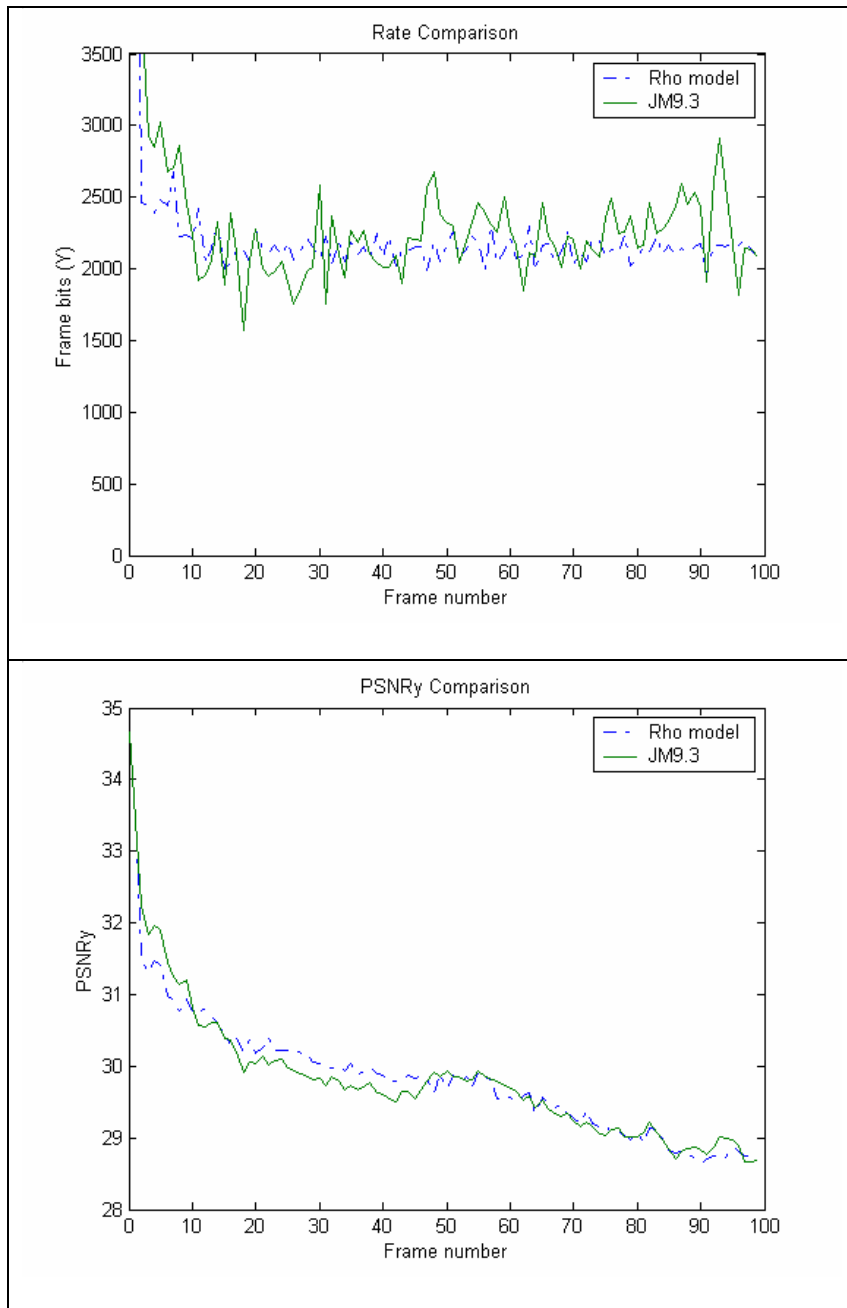 Rate Comparison
3500
3000
2500
2000
1500
1000
500
0
Frame bits (Y)
Rho model
JM9.3
0 10 20 30 40 50 60 70 80 90 100
Frame number
PSNRy Comparison
35
34
33
32
31
30
29
28
PSNRy
Rho model
JM9.3
0 10 20 30 40 50 60 70 80 90 100
Frame number